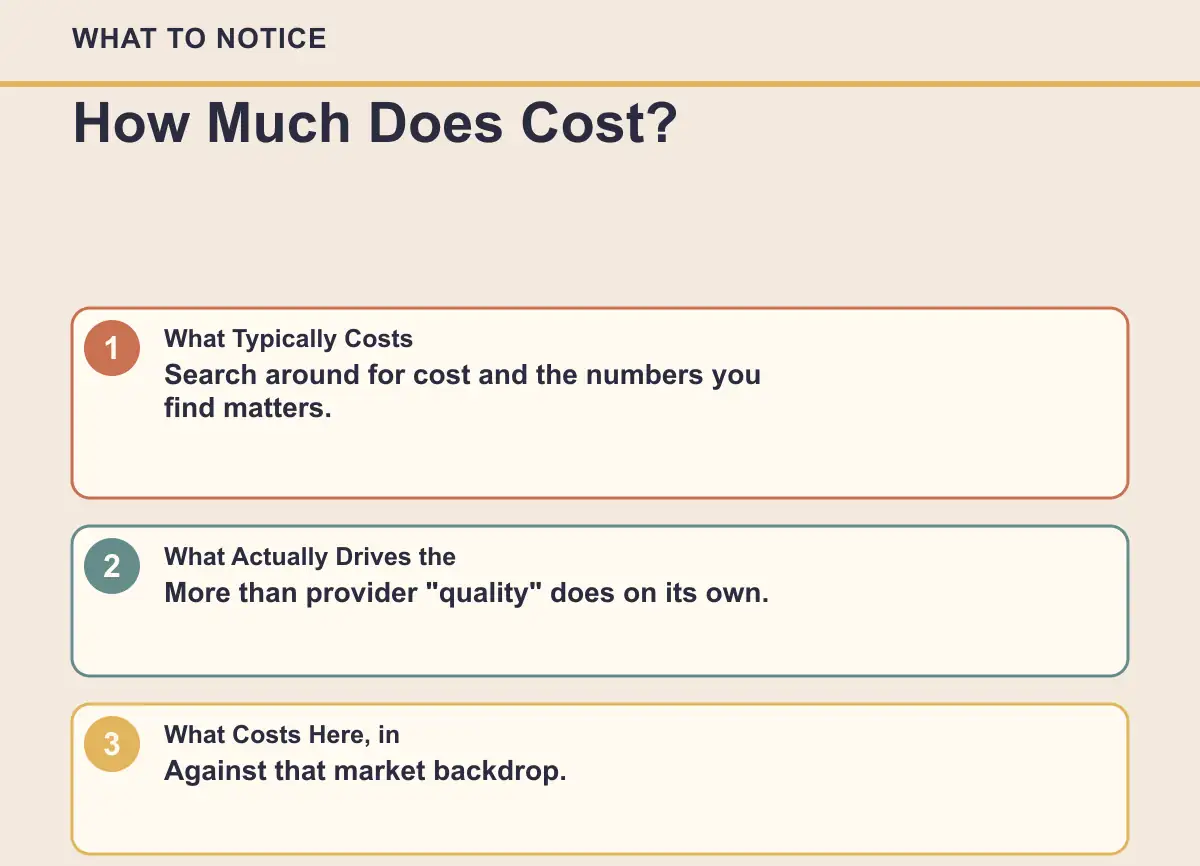 WHAT TO NOTICE
How Much Does Cost?
1
What Typically Costs
Search around for cost and the numbers you
find matters.
2
What Actually Drives the
More than provider "quality" does on its own.
3
What Costs Here, in
Against that market backdrop.